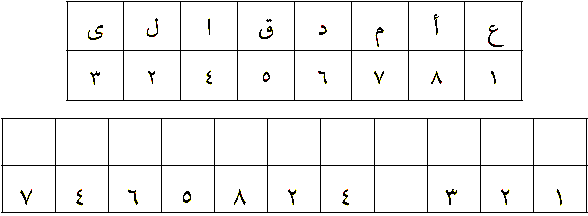 ع أ م د ق ا ل ى
١ ٨ ٧ ٦ ٥ ٤ ٢ ٣
١ ٢ ٣ ٤ ٢ ٨ ٥ ٦ ٤ ٧